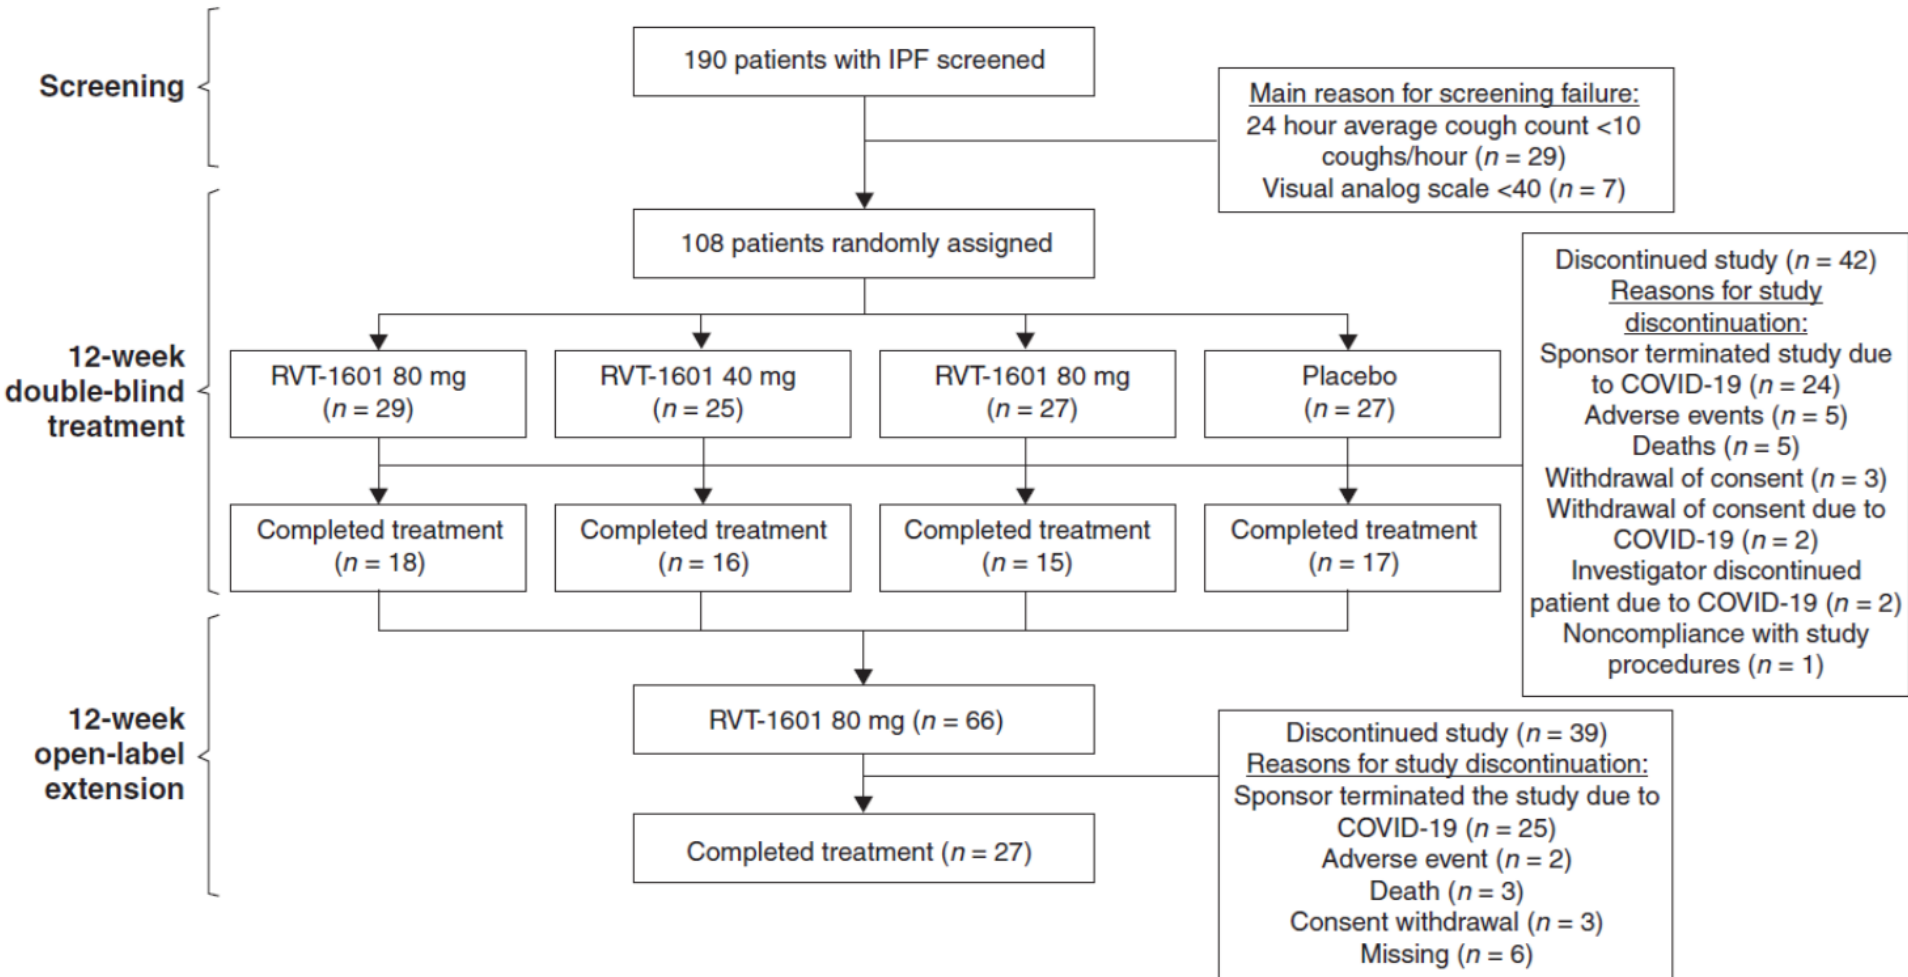 Screening
190 patients with IPF screened
Main reason for screening failure:
24 hour average cough count <10
coughs/hour (n = 29)
Visual analog scale <40 (n = 7)
12-week
double-blind
treatment
108 patients randomly assigned
RVT-1601 80 mg
(n = 29)
RVT-1601 40 mg
(n = 25)
RVT-1601 80 mg
(n = 27)
Placebo
(n = 27)
Discontinued study (n = 42)
Reasons for study
discontinuation:
Sponsor terminated study due
to COVID-19 (n = 24)
Adverse events (n = 5)
Deaths (n = 5)
Withdrawal of consent (n = 3)
Withdrawal of consent due to
COVID-19 (n = 2)
Investigator discontinued
patient due to COVID-19 (n = 2)
Noncompliance with study
procedures (n = 1)
Completed treatment
(n = 18)
Completed treatment
(n = 16)
Completed treatment
(n = 15)
Completed treatment
(n = 17)
12-week
open-label
extension
RVT-1601 80 mg (n = 66)
Discontinued study (n = 39)
Reasons for study discontinuation:
Sponsor terminated the study due to
COVID-19 (n = 25)
Adverse event (n = 2)
Death (n = 3)
Consent withdrawal (n = 3)
Missing (n = 6)
Completed treatment (n = 27)